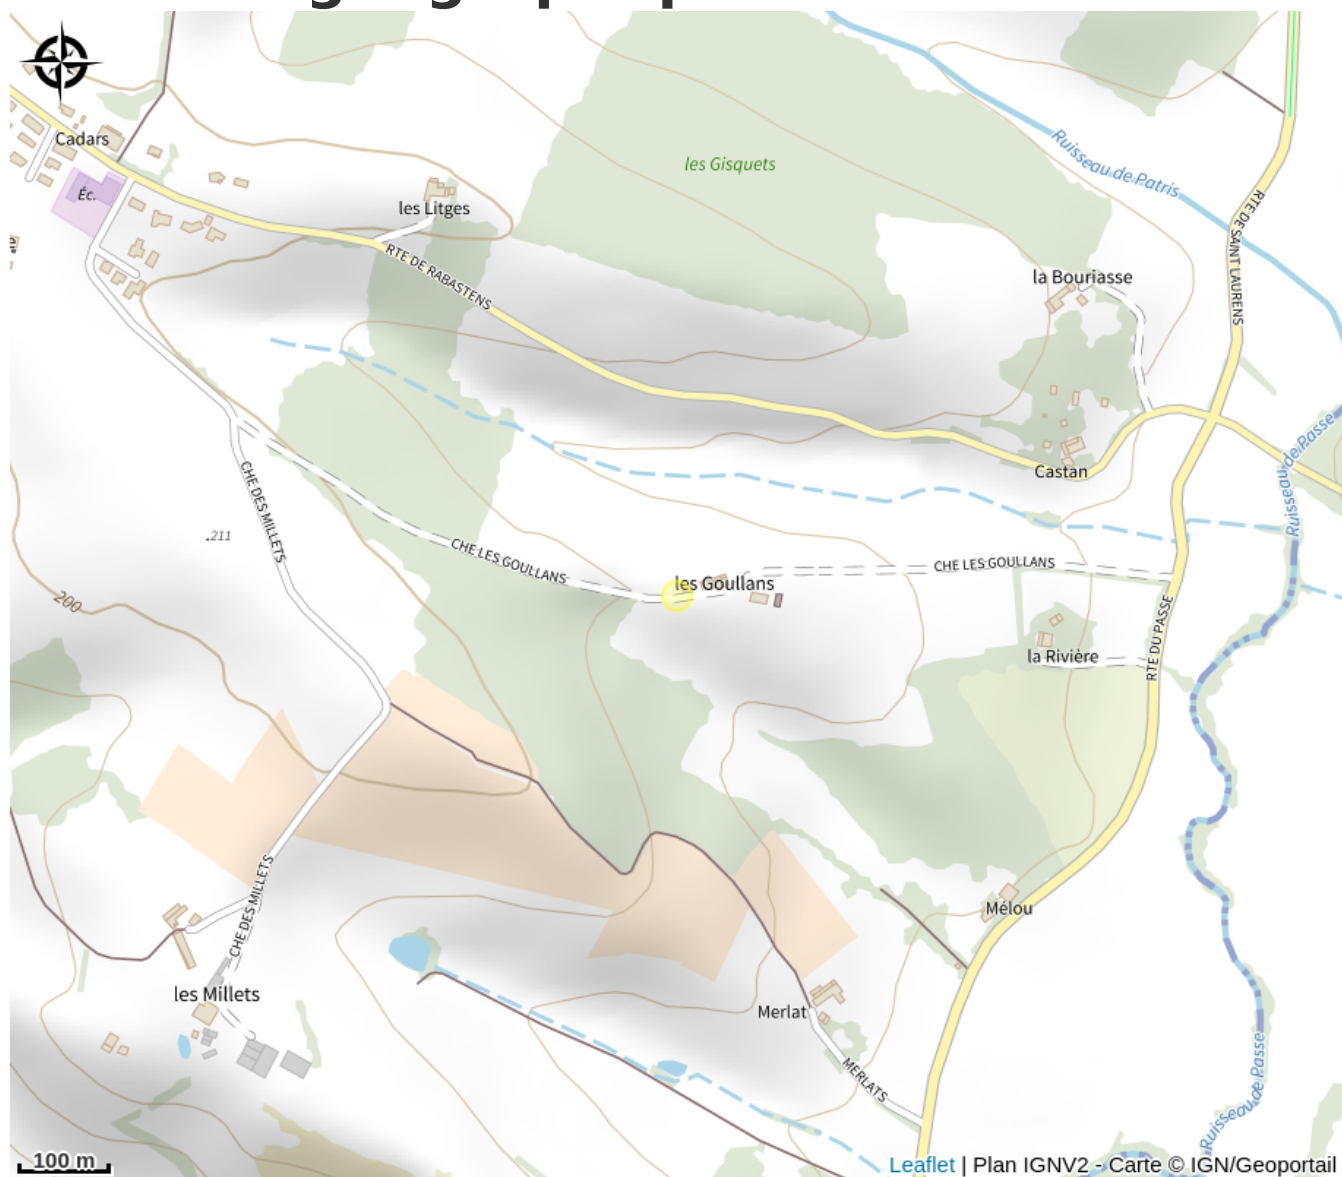 Cadars
Éc.
les Litges
les Gisquets
Ruisseau de Patris
RTE DE SAINT LAURENS
RTE DE RABASTENS
la Bouriasse
Castan
Ruisseau de Passe
CHE DES MILLETS
.211
200
CHE LES GOULLANS
les Goullans
CHE LES GOULLANS
la Rivière
RTE DU PASSE
CHE DES MILLETS
les Millets
Mélou
Merlat
MERLATS
Ruisseau de Passe
100 m
Leaflet | Plan IGNV2 - Carte © IGN/Geoportail